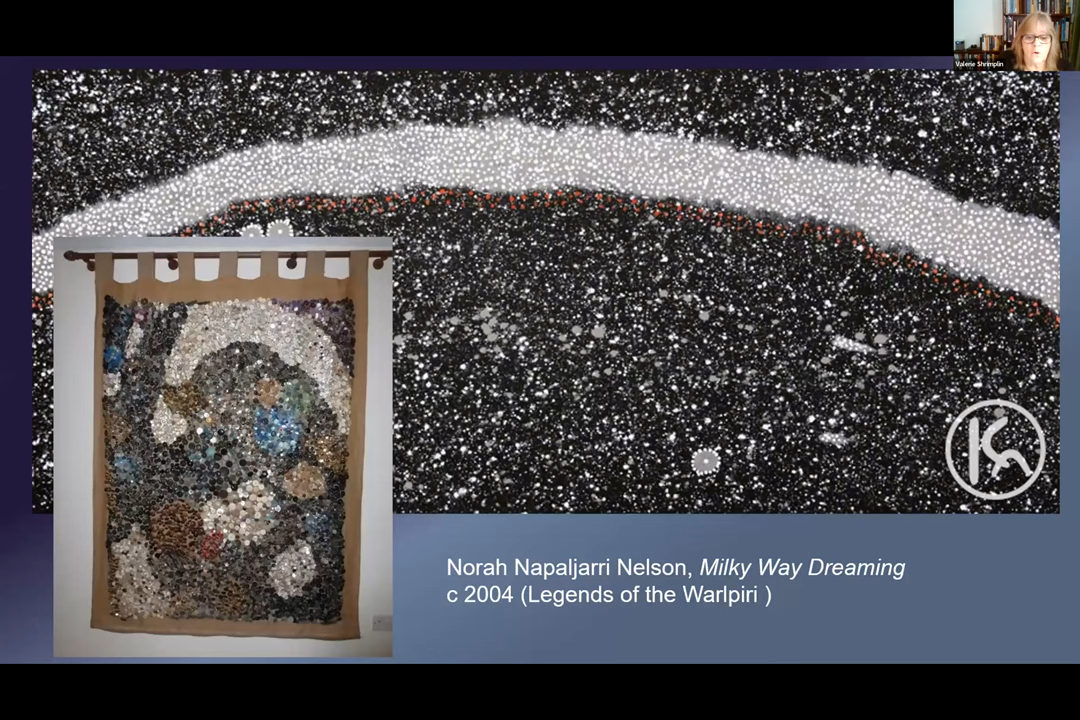 Valerie Shrimplin
Norah Napaljarri Nelson, Milky Way Dreaming
c 2004 (Legends of the Warlpiri )